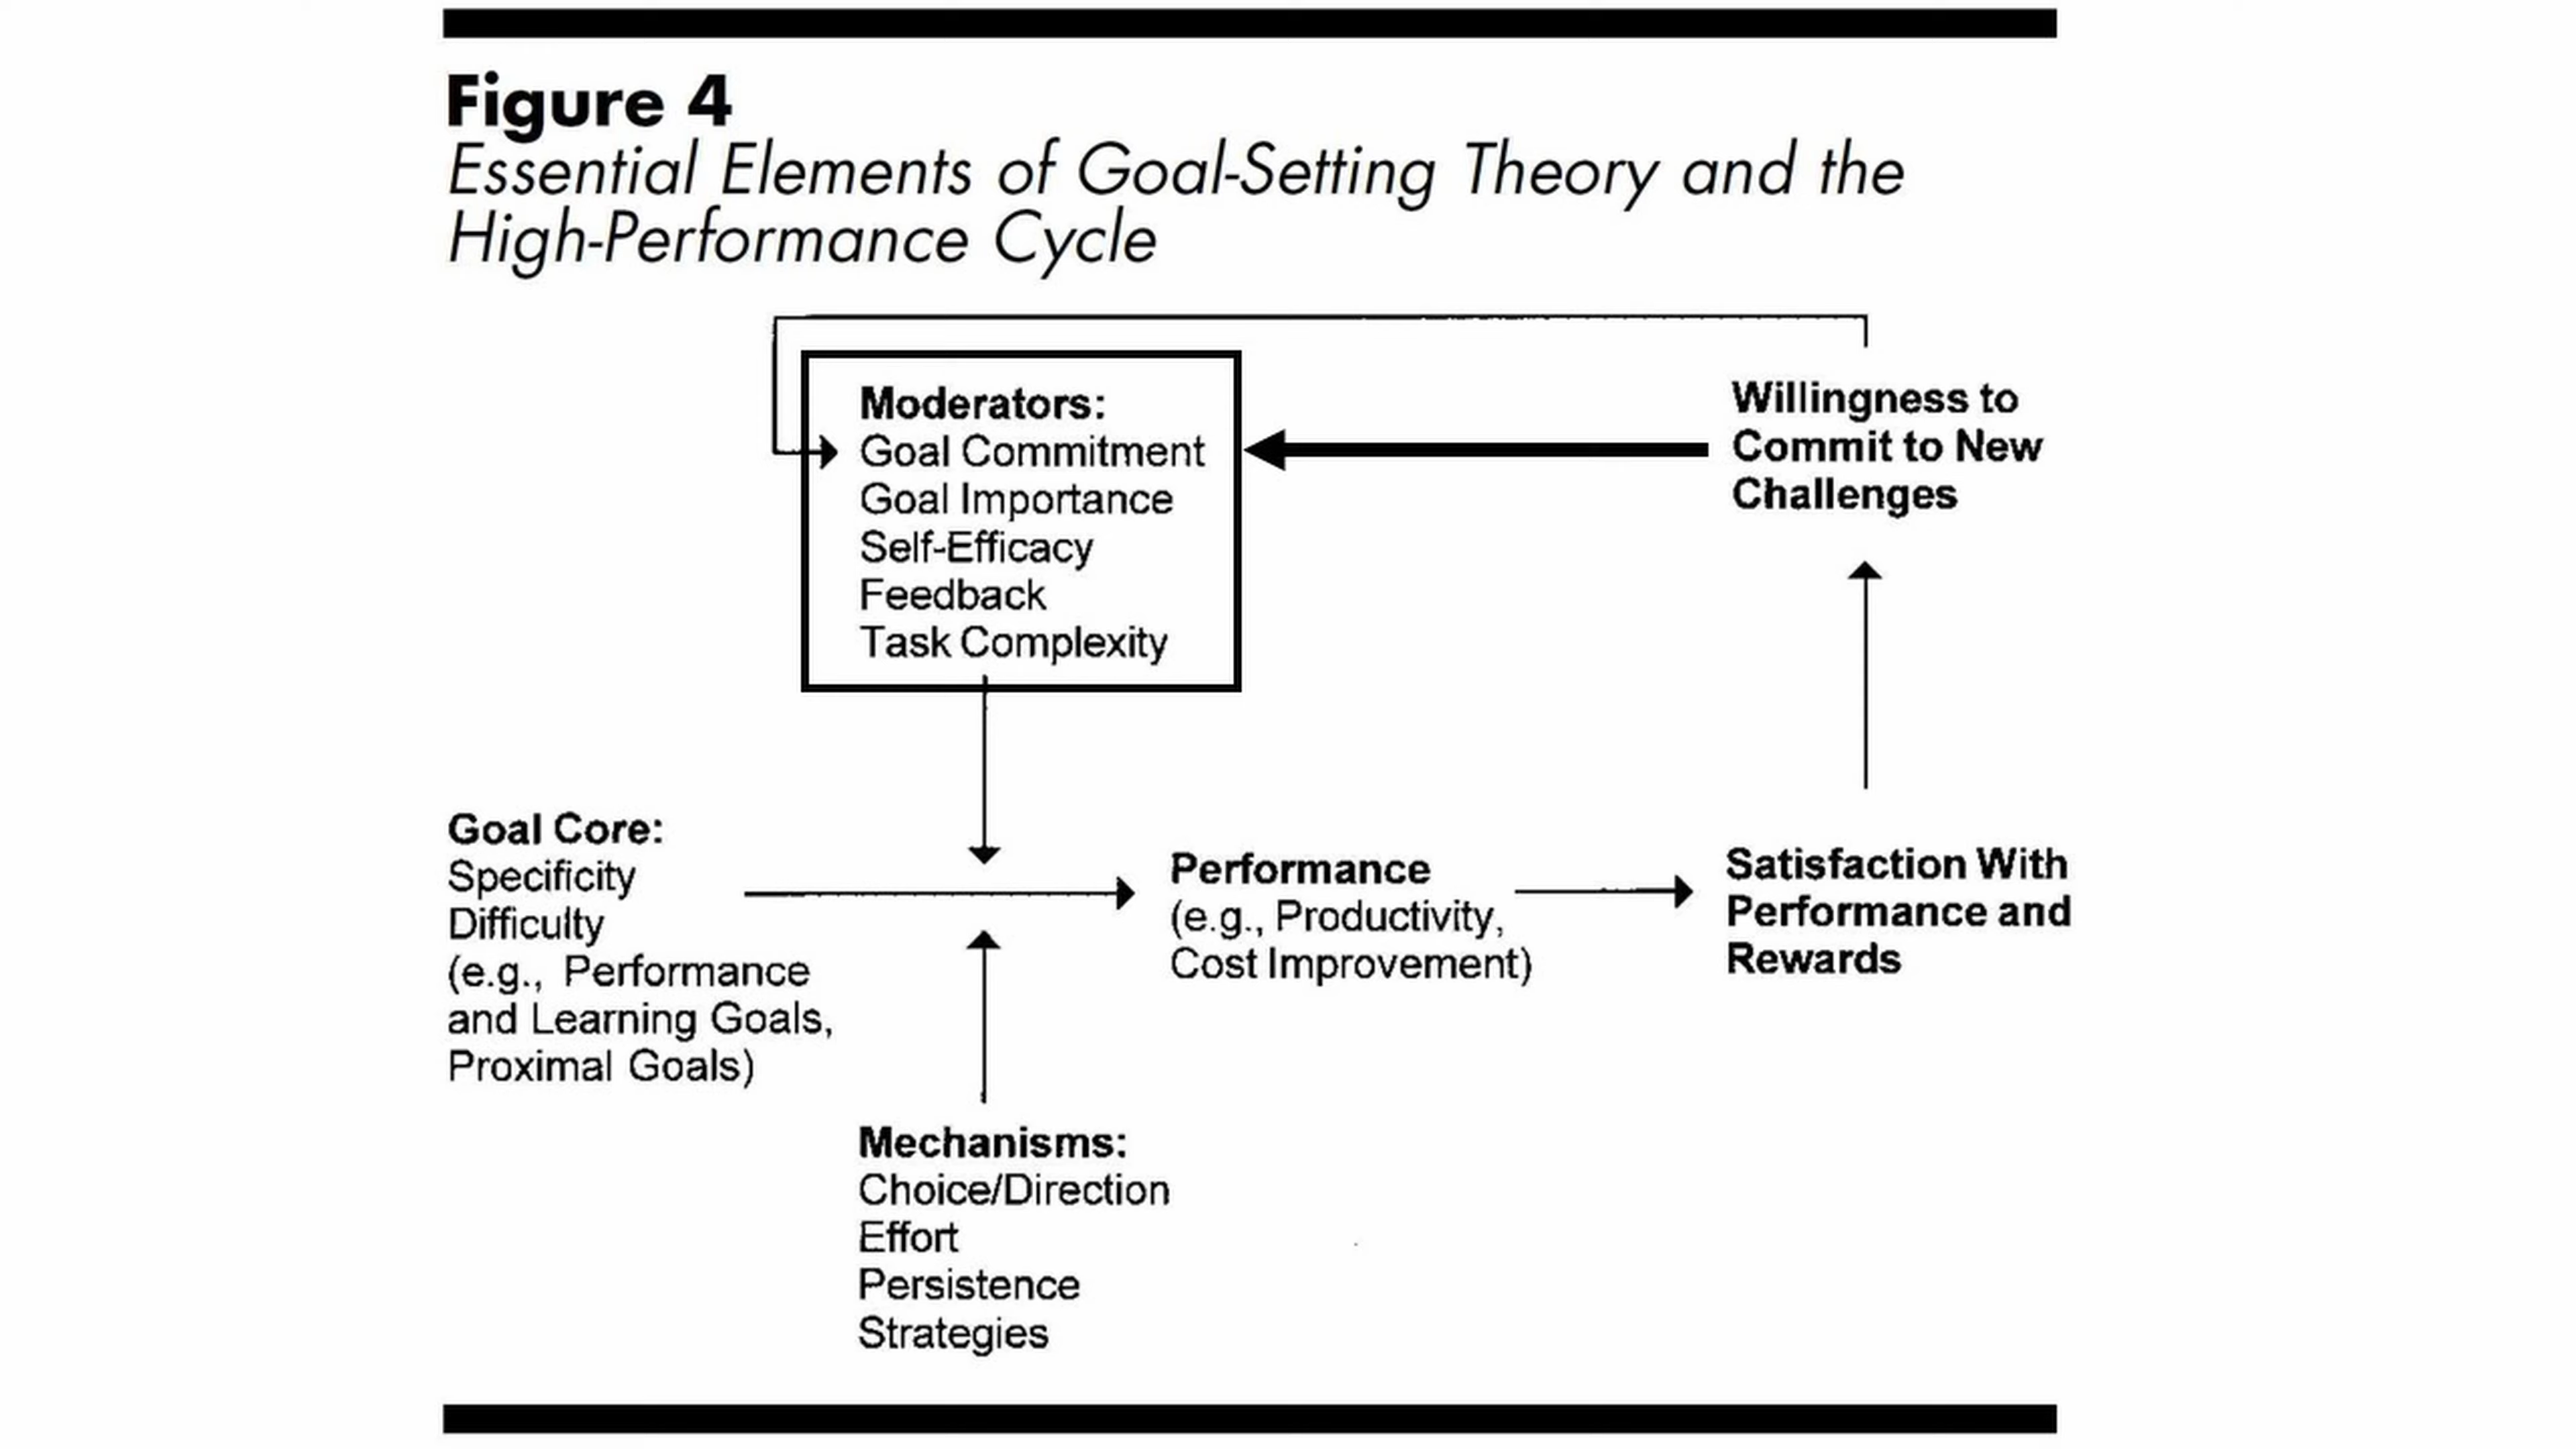 Figure 4
Essential Elements of Goal-Setting Theory and the
High-Performance Cycle
Moderators:
Goal Commitment
Goal Importance
Self-Efficacy
Feedback
Task Complexity
Willingness to
Commit to New
Challenges
Goal Core:
Specificity
Difficulty
(e.g., Performance
and Learning Goals,
Proximal Goals)
Performance
(e.g., Productivity,
Cost Improvement)
Satisfaction With
Performance and
Rewards
Mechanisms:
Choice/Direction
Effort
Persistence
Strategies